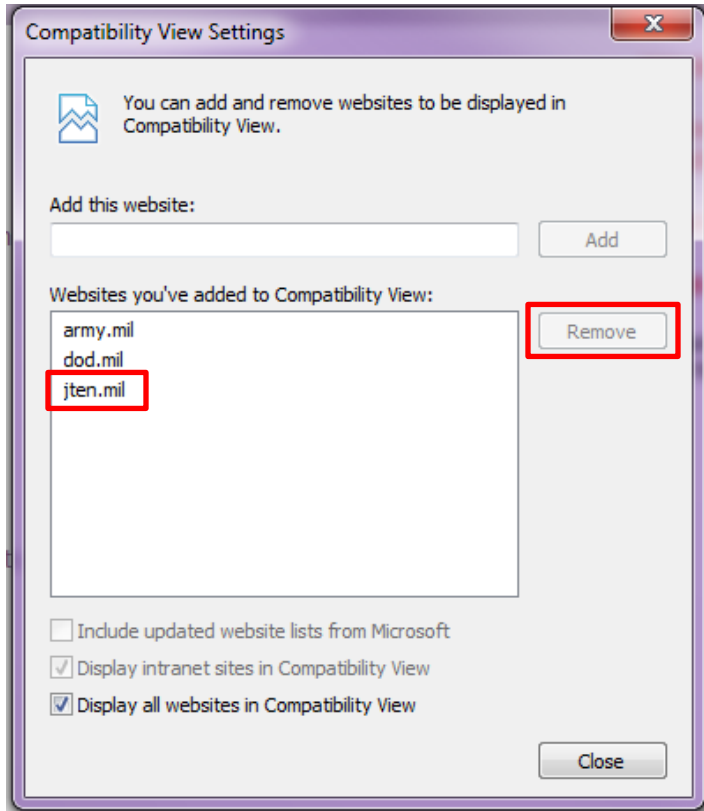 Compatibility View Settings
You can add and remove websites to be displayed in
Compatibility View.
Add this website:
Add
Websites you've added to Compatibility View:
army.mil
dod.mil
jten.mil
Remove
Include updated website lists from Microsoft
Display intranet sites in Compatibility View
Display all websites in Compatibility View
Close